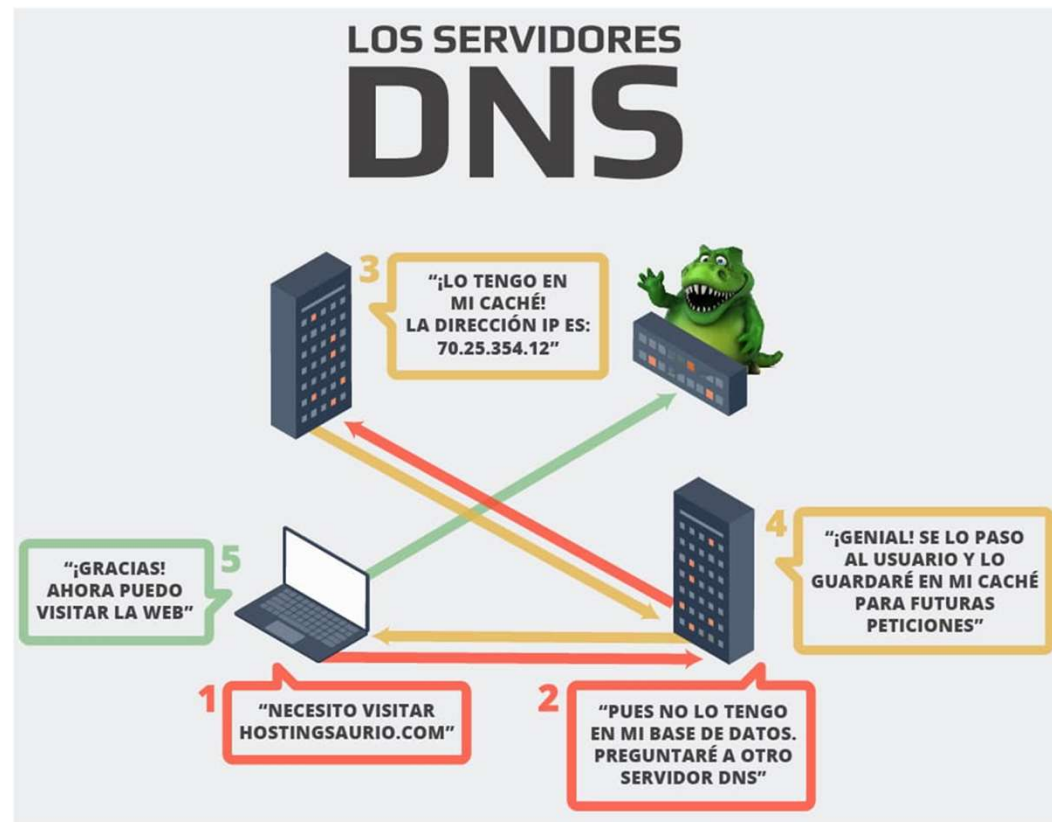 LOS SERVIDORES
DNS
3
“¡LO TENGO EN
MI CACHÉ!
LA DIRECCIÓN IP ES:
70.25.354.12”
5
“¡GRACIAS!
AHORA PUEDO
VISITAR LA WEB”
4
“¡GENIAL! SE LO PASO
AL USUARIO Y LO
GUARDARÉ EN MI CACHÉ
PARA FUTURAS
PETICIONES”
1
“NECESITO VISITAR
HOSTINGSAURIO.COM”
2
“PUES NO LO TENGO
EN MI BASE DE DATOS.
PREGUNTARÉ A OTRO
SERVIDOR DNS”